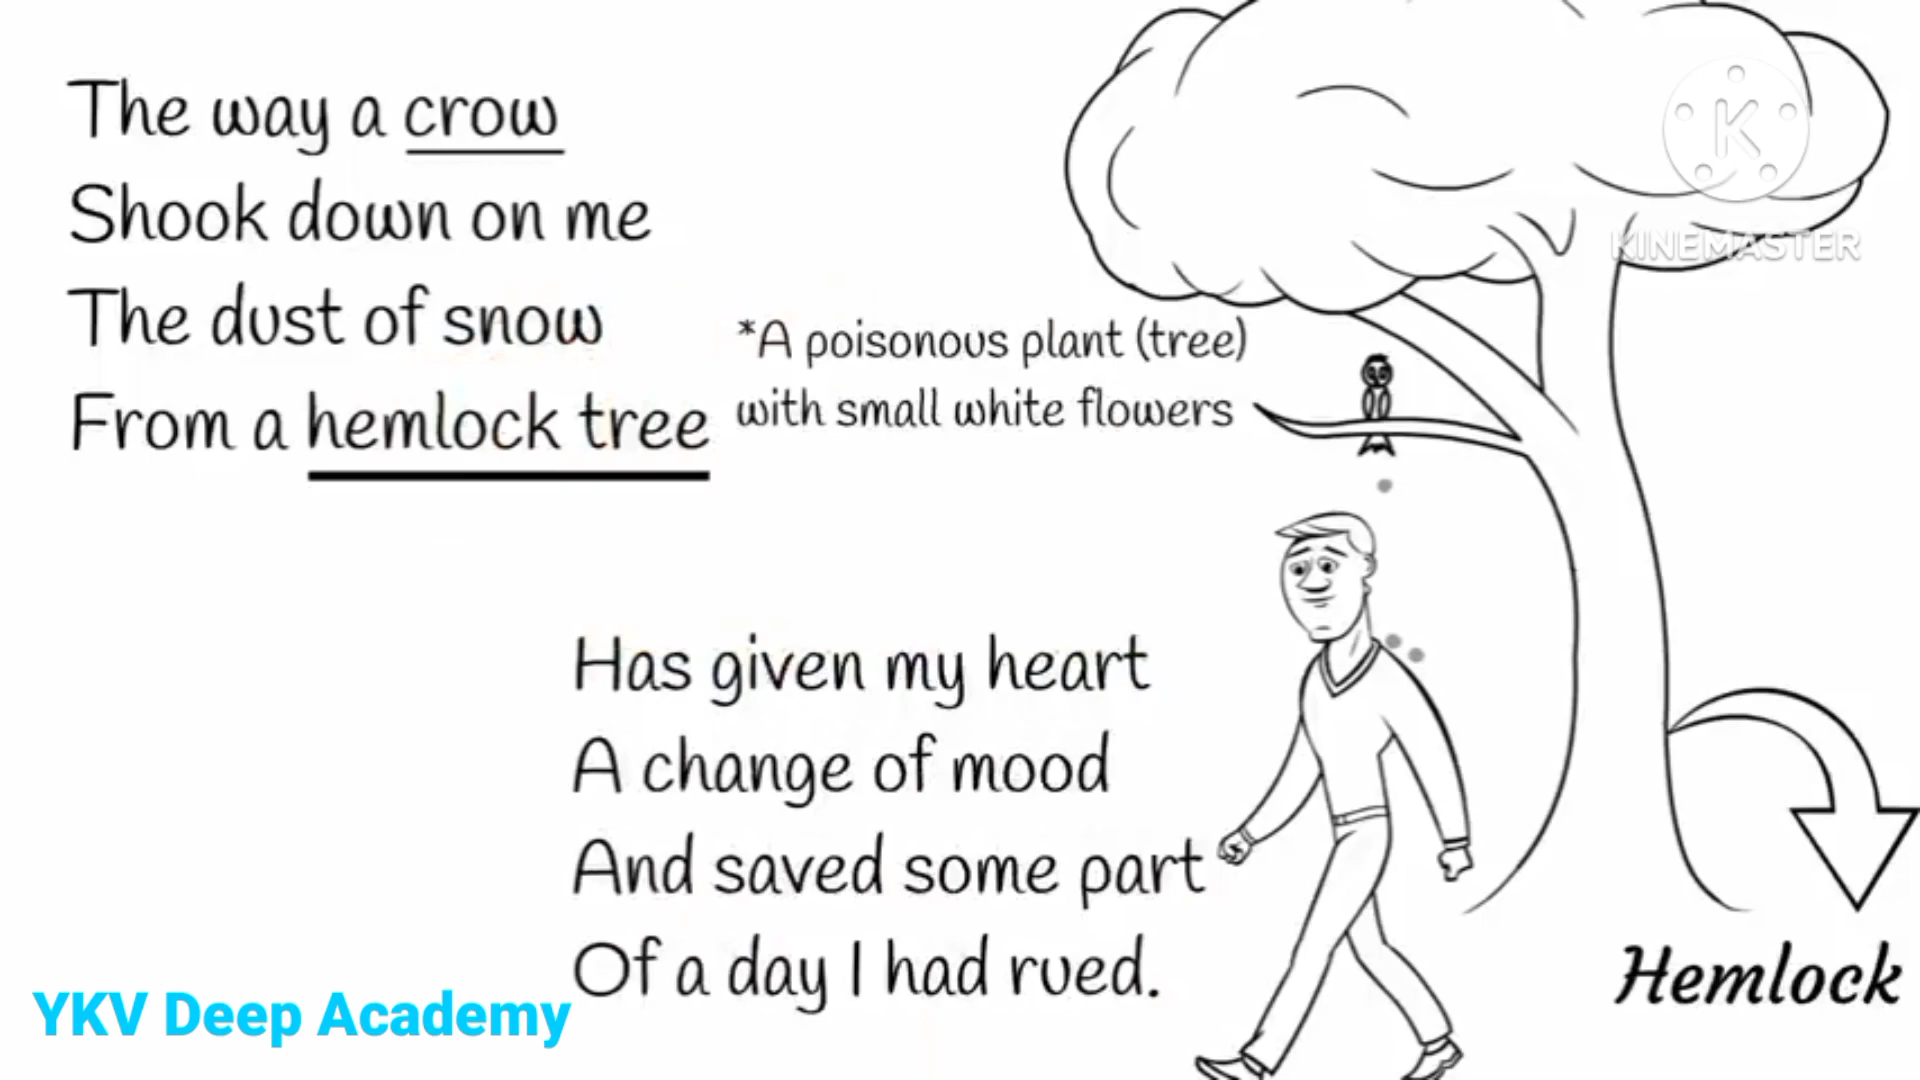 The way a crow
Shook down on me
The dust of snow
From a hemlock tree
*A poisonous plant (tree)
with small white flowers
Has given my heart
A change of mood
And saved some part
Of a day I had rued.
Hemlock
YKV Deep Academy
K
KINEMASTER